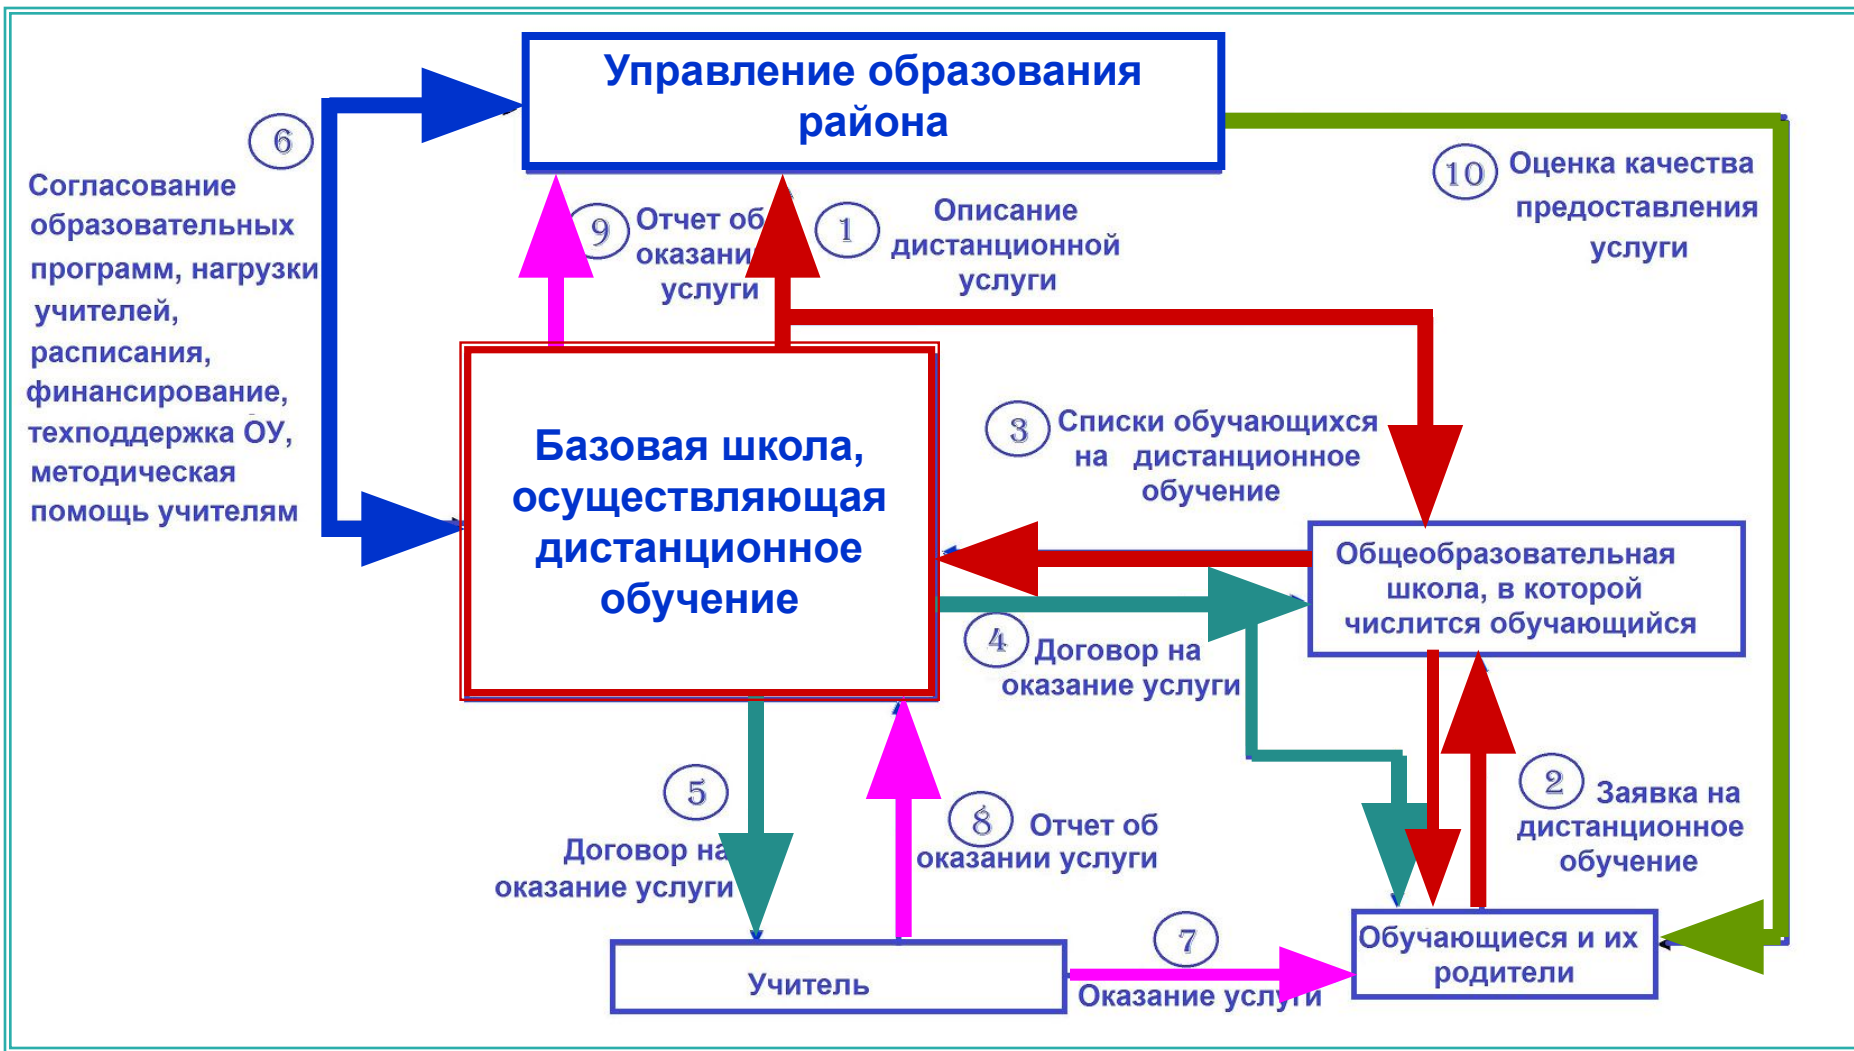 Управление образования
района
6
Согласование
образовательных
программ, нагрузки
учителей,
расписания,
финансирование,
техподдержка ОУ,
методическая
помощь учителям
9
Отчет об
оказании
услуги
1
Описание
дистанционной
услуги
10
Оценка качества
предоставления
услуги
Базовая школа,
осуществляющая
дистанционное
обучение
3
Списки обучающихся
на дистанционное
обучение
Общеобразовательная
школа, в которой
числится обучающийся
4
Договор на
оказание услуги
5
Договор на
оказание услуги
8
Отчет об
оказании услуги
2
Заявка на
дистанционное
обучение
7
Оказание услуги
Учитель
Обучающиеся и их
родители